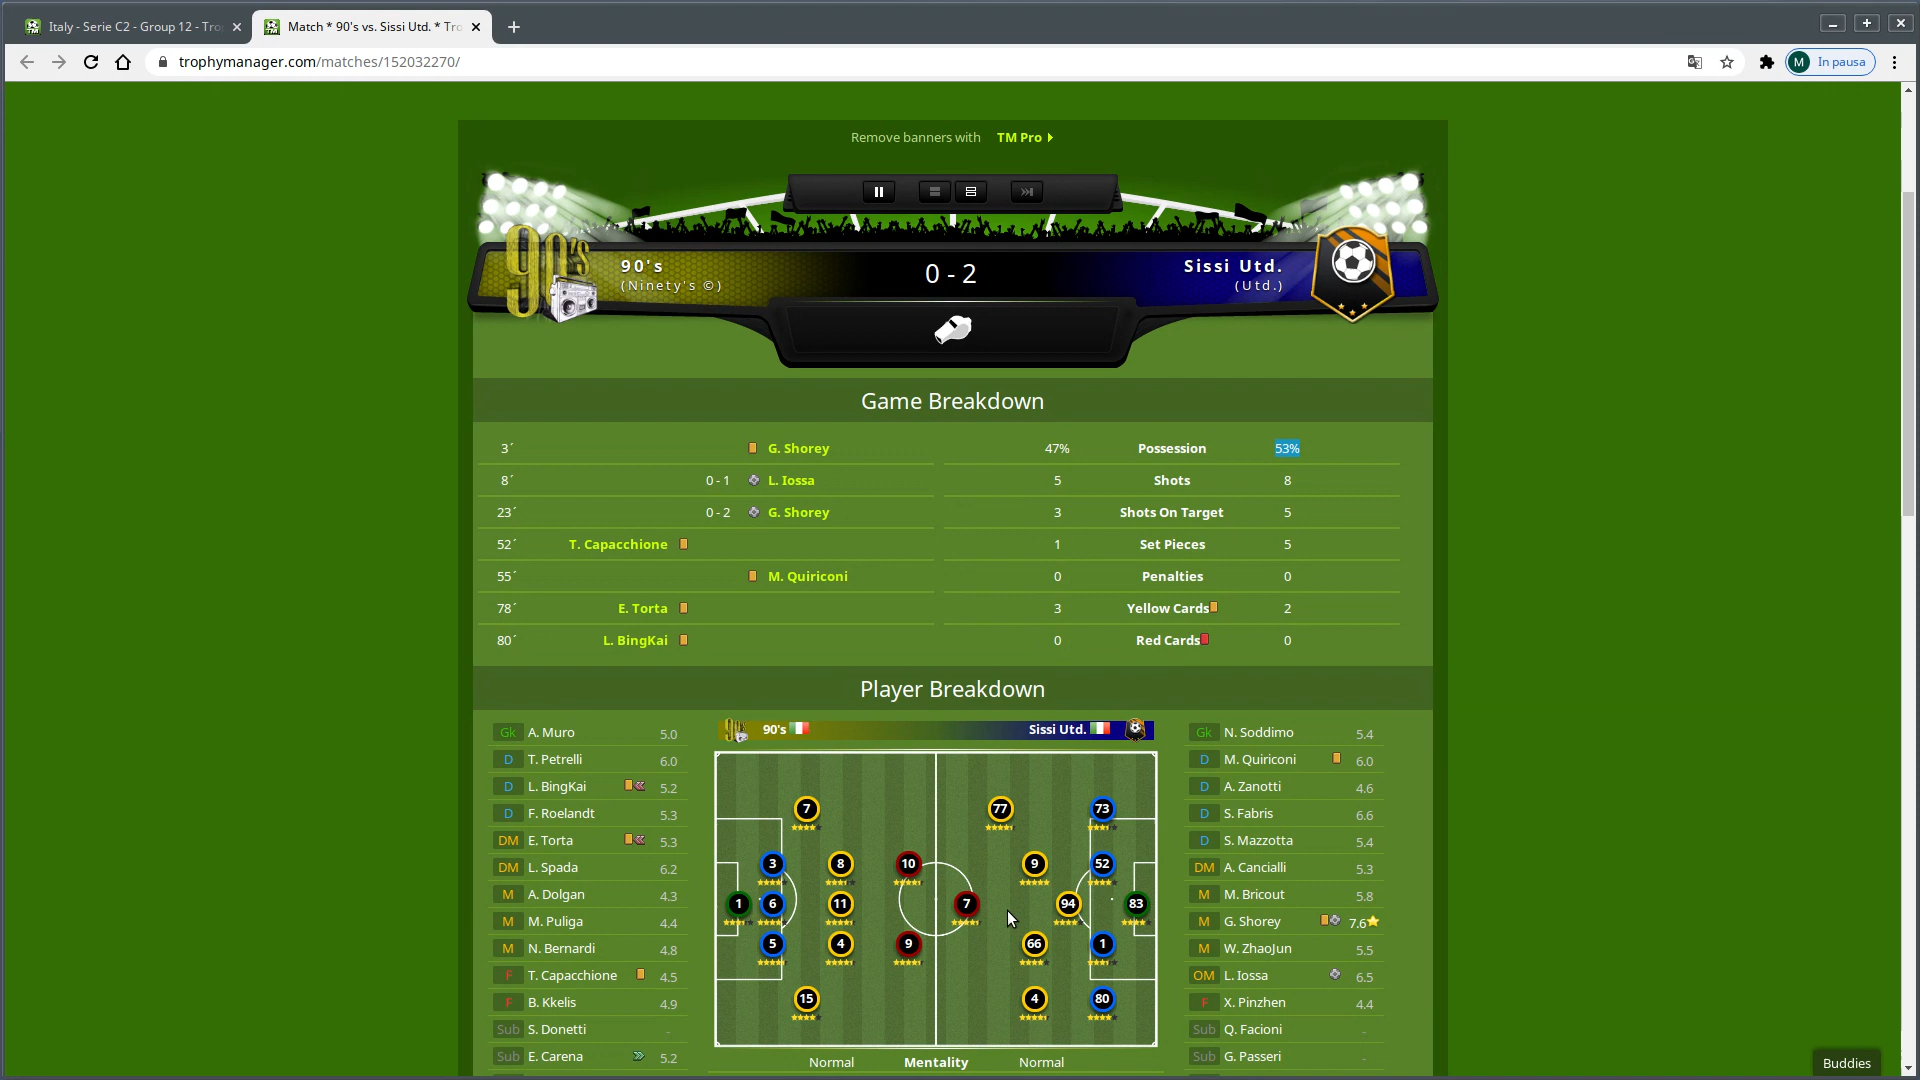 Italy - Serie C2 - Group 12 - Tro
Match * 90's vs. Sissi Utd. * Tro
trophymanager.com/matches/152032270/
M In pausa
Remove banners with TM Pro
90's
90's
(Ninety's ©)
0 - 2
Sissi Utd.
(Utd.)
Game Breakdown
3´ G. Shorey
8´ 0 - 1 L. Iossa
23´ 0 - 2 G. Shorey
52´ T. Capacchione
55´ M. Quiriconi
78´ E. Torta
80´ L. BingKai
47% Possession 53%
5 Shots 8
3 Shots On Target 5
1 Set Pieces 5
0 Penalties 0
3 Yellow Cards 2
0 Red Cards 0
Player Breakdown
Gk A. Muro 5.0
D T. Petrelli 6.0
D L. BingKai 5.2
D F. Roelandt 5.3
DM E. Torta 5.3
DM L. Spada 6.2
M A. Dolgan 4.3
M M. Puliga 4.4
M N. Bernardi 4.8
F T. Capacchione 4.5
F B. Kkelis 4.9
Sub S. Donetti -
Sub E. Carena 5.2
90's Sissi Utd.
7 77 73
3 8 10 9 52
1 6 11 7 94 83
5 4 9 66 1
15 4 80
Normal Mentality Normal
Gk N. Soddimo 5.4
D M. Quiriconi 6.0
D A. Zanotti 4.6
D S. Fabris 6.6
D S. Mazzotta 5.4
DM A. Cancialli 5.3
M M. Bricout 5.8
M G. Shorey 7.6
M W. ZhaoJun 5.5
OM L. Iossa 6.5
F X. Pinzhen 4.4
Sub Q. Facioni -
Sub G. Passeri -
Buddies